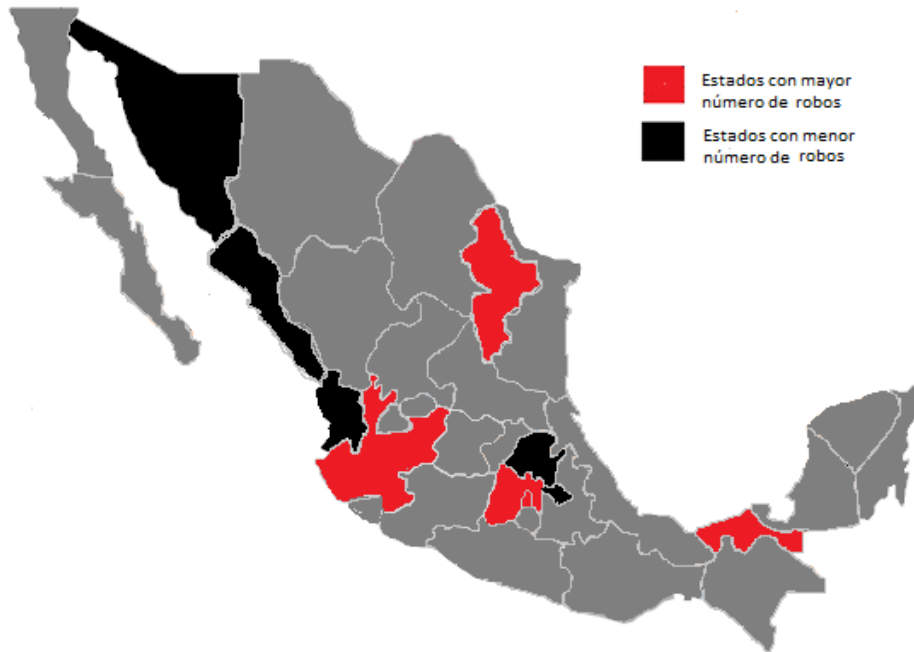 Estados con mayor
número de robos
Estados con menor
número de robos